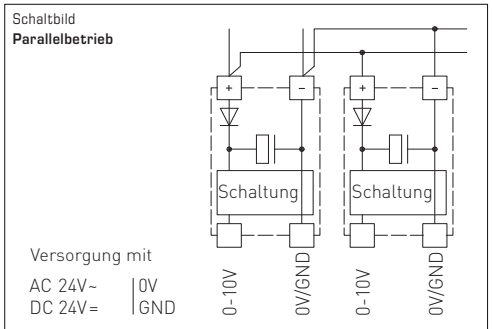 Schaltbild
Parallelbetrieb
+ − + −
Schaltung Schaltung
Versorgung mit
AC 24V~ 0V
DC 24V= GND
0-10V 0V/GND 0-10V 0V/GND